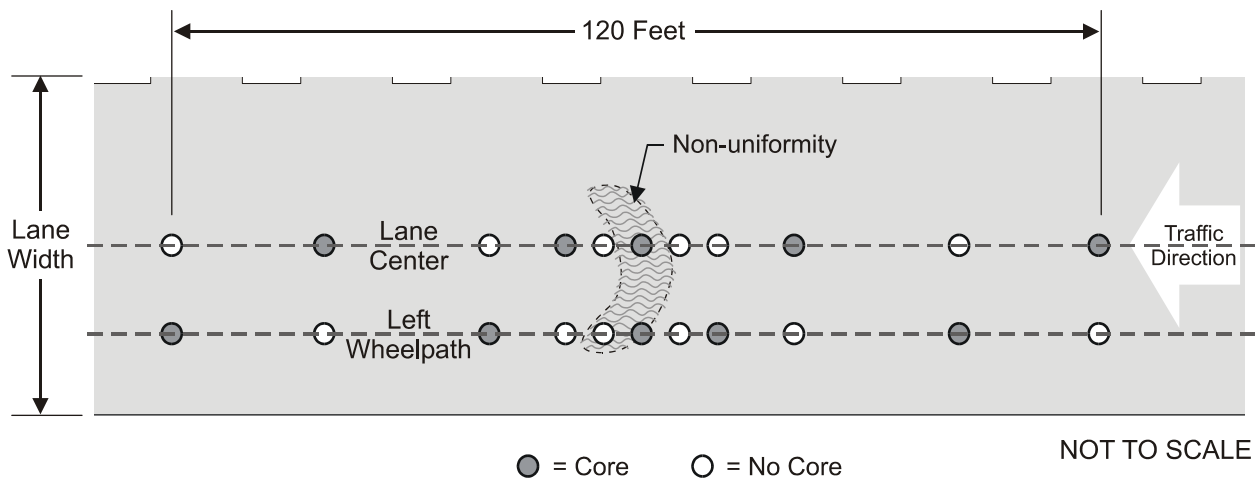 120 Feet
Non-uniformity
Lane
Width
Lane
Center
Traffic
Direction
Left
Wheelpath
NOT TO SCALE
= Core
= No Core